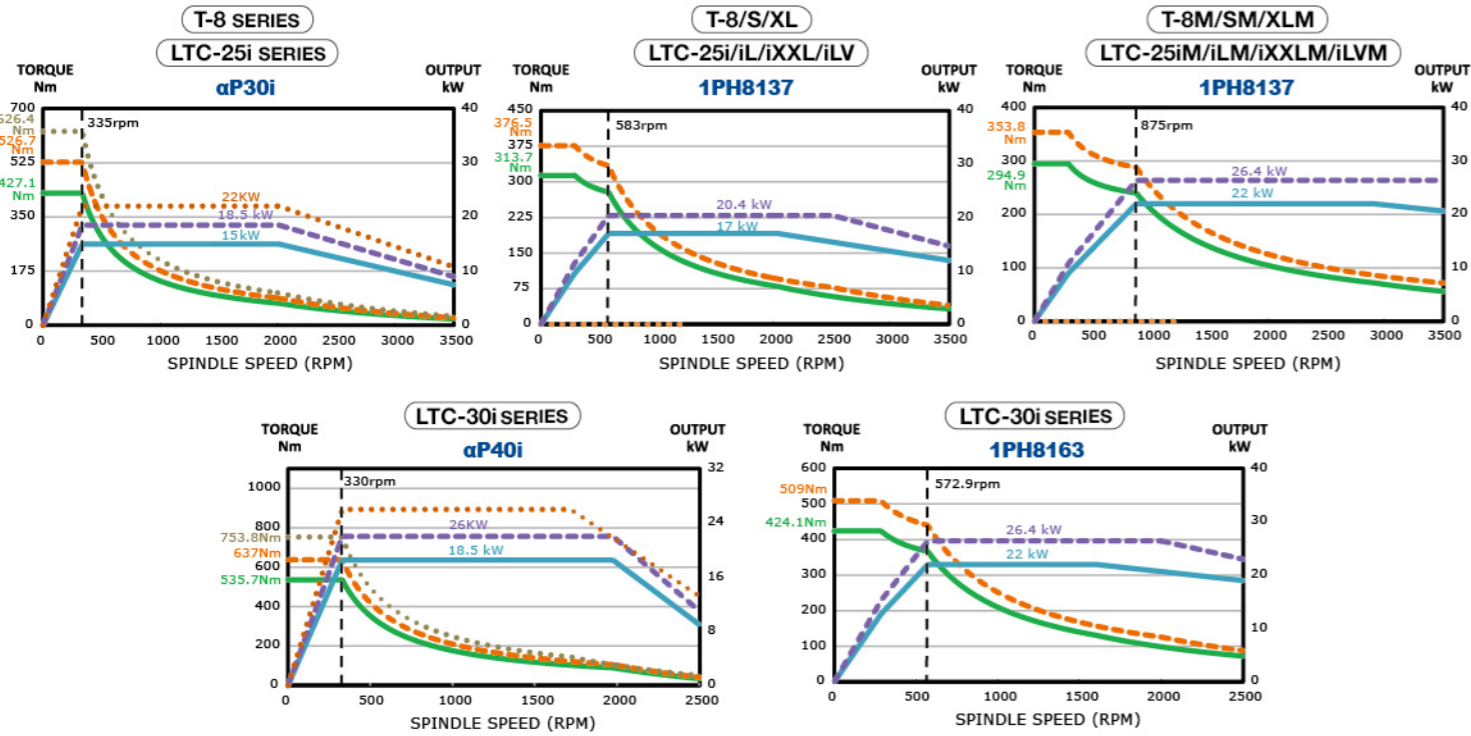 T-8 SERIES
LTC-25i SERIES
αP30i
TORQUE
Nm
OUTPUT
kW
700
525
350
175
0
626.4
Nm
526.7
Nm
427.1
Nm
335rpm
22KW
18.5 kW
15kW
40
30
20
10
0
0 500 1000 1500 2000 2500 3000 3500
SPINDLE SPEED (RPM)
T-8/S/XL
LTC-25i/iL/iXXL/iLV
1PH8137
TORQUE
Nm
OUTPUT
kW
450
375
300
225
150
75
0
376.5
Nm
313.7
Nm
583rpm
20.4 kW
17 kW
40
30
20
10
0
0 500 1000 1500 2000 2500 3000 3500
SPINDLE SPEED (RPM)
T-8M/SM/XLM
LTC-25iM/iLM/iXXLM/iLVM
1PH8137
TORQUE
Nm
OUTPUT
kW
400
300
200
100
0
353.8
Nm
294.9
Nm
875rpm
26.4 kW
22 kW
40
30
20
10
0
0 500 1000 1500 2000 2500 3000 3500
SPINDLE SPEED (RPM)
LTC-30i SERIES
αP40i
TORQUE
Nm
OUTPUT
kW
1000
800
600
400
200
0
753.8Nm
637Nm
535.7Nm
330rpm
26KW
18.5 kW
32
24
16
8
0
0 500 1000 1500 2000 2500
SPINDLE SPEED (RPM)
LTC-30i SERIES
1PH8163
TORQUE
Nm
OUTPUT
kW
600
500
400
300
200
100
0
509Nm
424.1Nm
572.9rpm
26.4 kW
22 kW
40
30
20
10
0
0 500 1000 1500 2000 2500
SPINDLE SPEED (RPM)